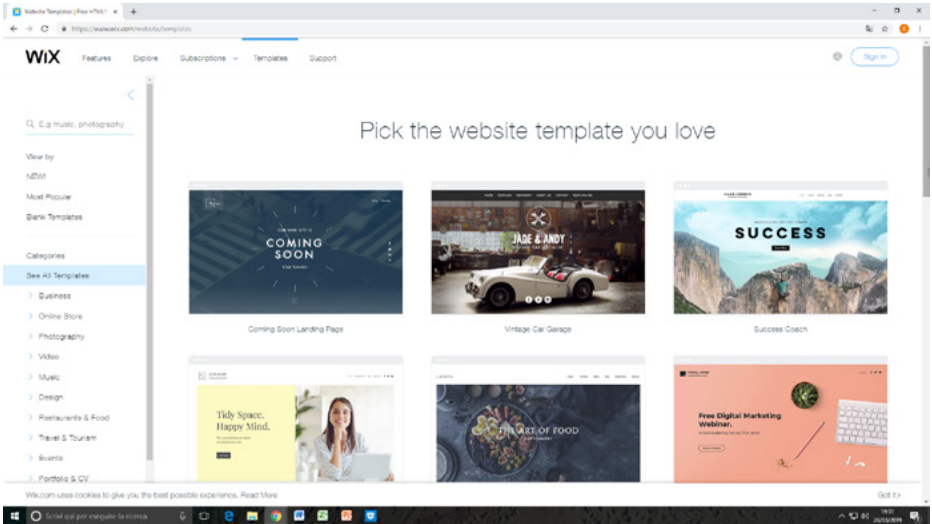 Website Templates | Free HTML
https://www.wix.com/website/templates
WiX
Features
Explore
Subscriptions
Templates
Support
Sign In
E.g music, photography
View by
NEW!
Most Popular
Blank Templates
Categories
See All Templates
Business
Online Store
Photography
Video
Music
Design
Restaurants & Food
Travel & Tourism
Events
Portfolio & CV
Pick the website template you love
COMING
SOON
Coming Soon Landing Page
JADE & ANDY
Vintage Car Garage
SUCCESS
Success Coach
Tidy Space.
Happy Mind.
THE ART OF FOOD
Free Digital Marketing
Webinar.
Wix.com uses cookies to give you the best possible experience. Read More
Got It
Scrivi qui per eseguire la ricerca